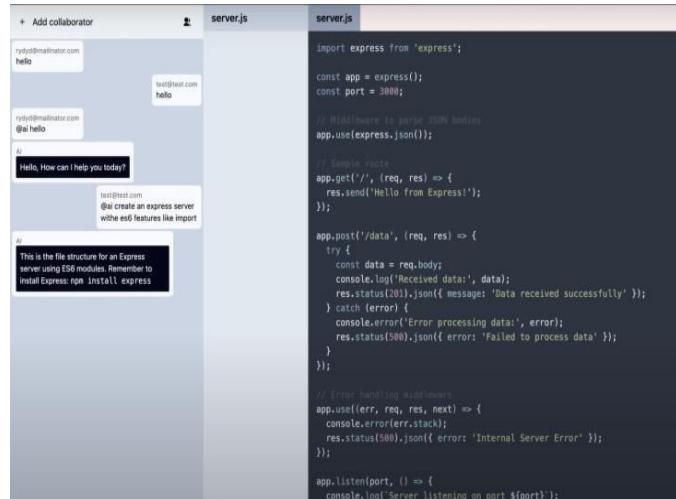 + Add collaborator
rydyd@mailinator.com
hello
test@test.com
hello
rydyd@mailinator.com
@ai hello
AI
Hello, How can I help you today?
test@test.com
@ai create an express server
withe es6 features like import
AI
This is the file structure for an Express
server using ES6 modules. Remember to
install Express: npm install express
server.js
server.js
import express from 'express';
const app = express();
const port = 3000;
// Middleware to parse JSON bodies
app.use(express.json());
// Sample route
app.get('/', (req, res) => {
  res.send('Hello from Express!');
});
app.post('/data', (req, res) => {
  try {
    const data = req.body;
    console.log('Received data:', data);
    res.status(201).json({ message: 'Data received successfully' });
  } catch (error) {
    console.error('Error processing data:', error);
    res.status(500).json({ error: 'Failed to process data' });
  }
});
// Error handling middleware
app.use((err, req, res, next) => {
  console.error(err.stack);
  res.status(500).json({ error: 'Internal Server Error' });
});
app.listen(port, () => {
  console.log(`Server listening on port ${port}`);